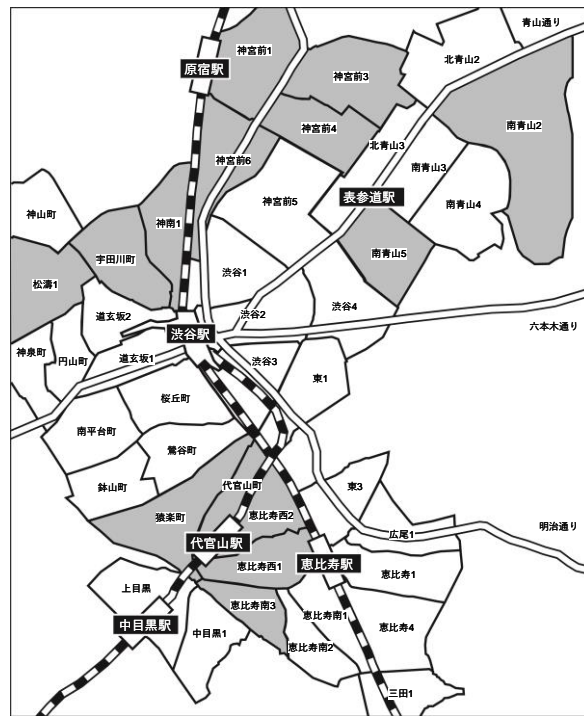 青山通り
神宮前1
北青山2
原宿駅
神宮前3
南青山2
神宮前4
北青山3
神宮前6
南青山3
表参道駅
神山町
神宮前5
南青山4
神南1
宇田川町
南青山5
渋谷1
松濤1
道玄坂2
渋谷2
渋谷4
六本木通り
渋谷駅
神泉町
円山町
道玄坂1
渋谷3
東1
桜丘町
南平台町
鶯谷町
鉢山町
代官山町
東3
猿楽町
恵比寿西2
明治通り
広尾1
代官山駅
恵比寿西1
恵比寿駅
恵比寿1
上目黒
恵比寿南3
恵比寿南1
中目黒駅
中目黒1
恵比寿4
恵比寿南2
三田1